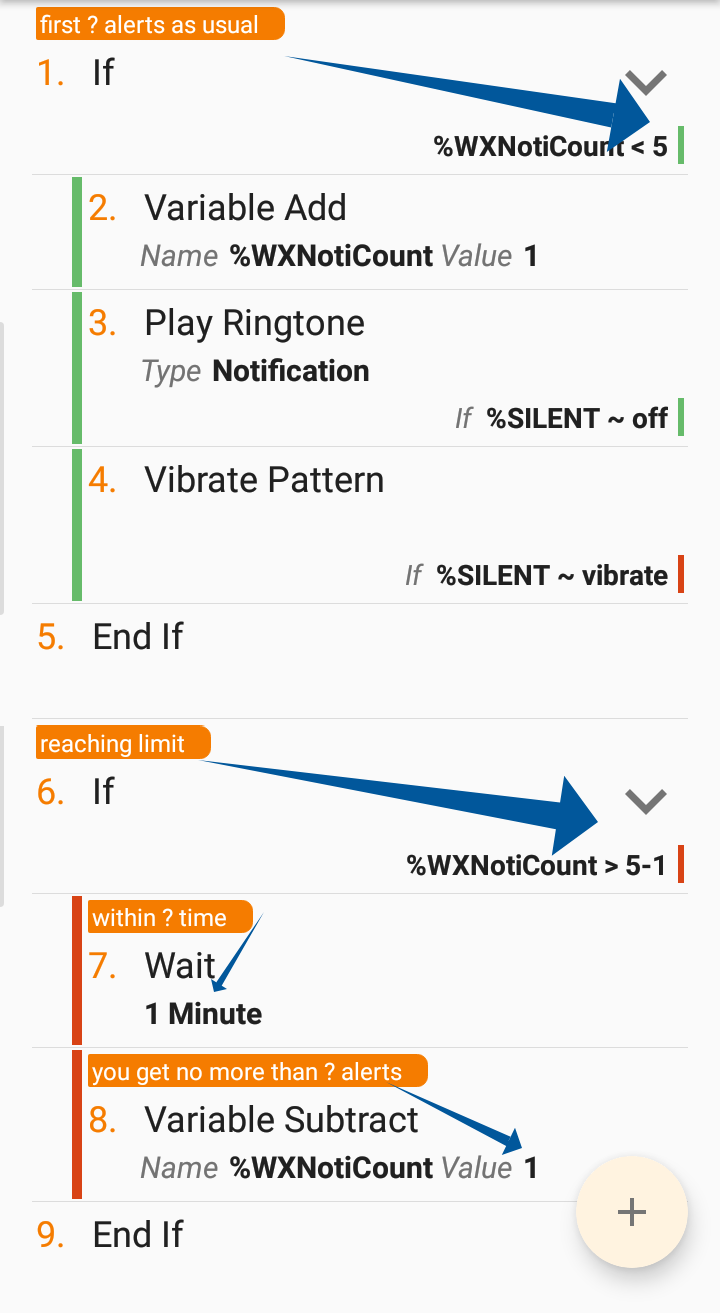 first ? alerts as usual
1. If
%WXNotiCount < 5
2. Variable Add
Name %WXNotiCount Value 1
3. Play Ringtone
Type Notification
If %SILENT ~ off
4. Vibrate Pattern
If %SILENT ~ vibrate
5. End If
reaching limit
6. If
%WXNotiCount > 5-1
within ? time
7. Wait
1 Minute
you get no more than ? alerts
8. Variable Subtract
Name %WXNotiCount Value 1
9. End If
+